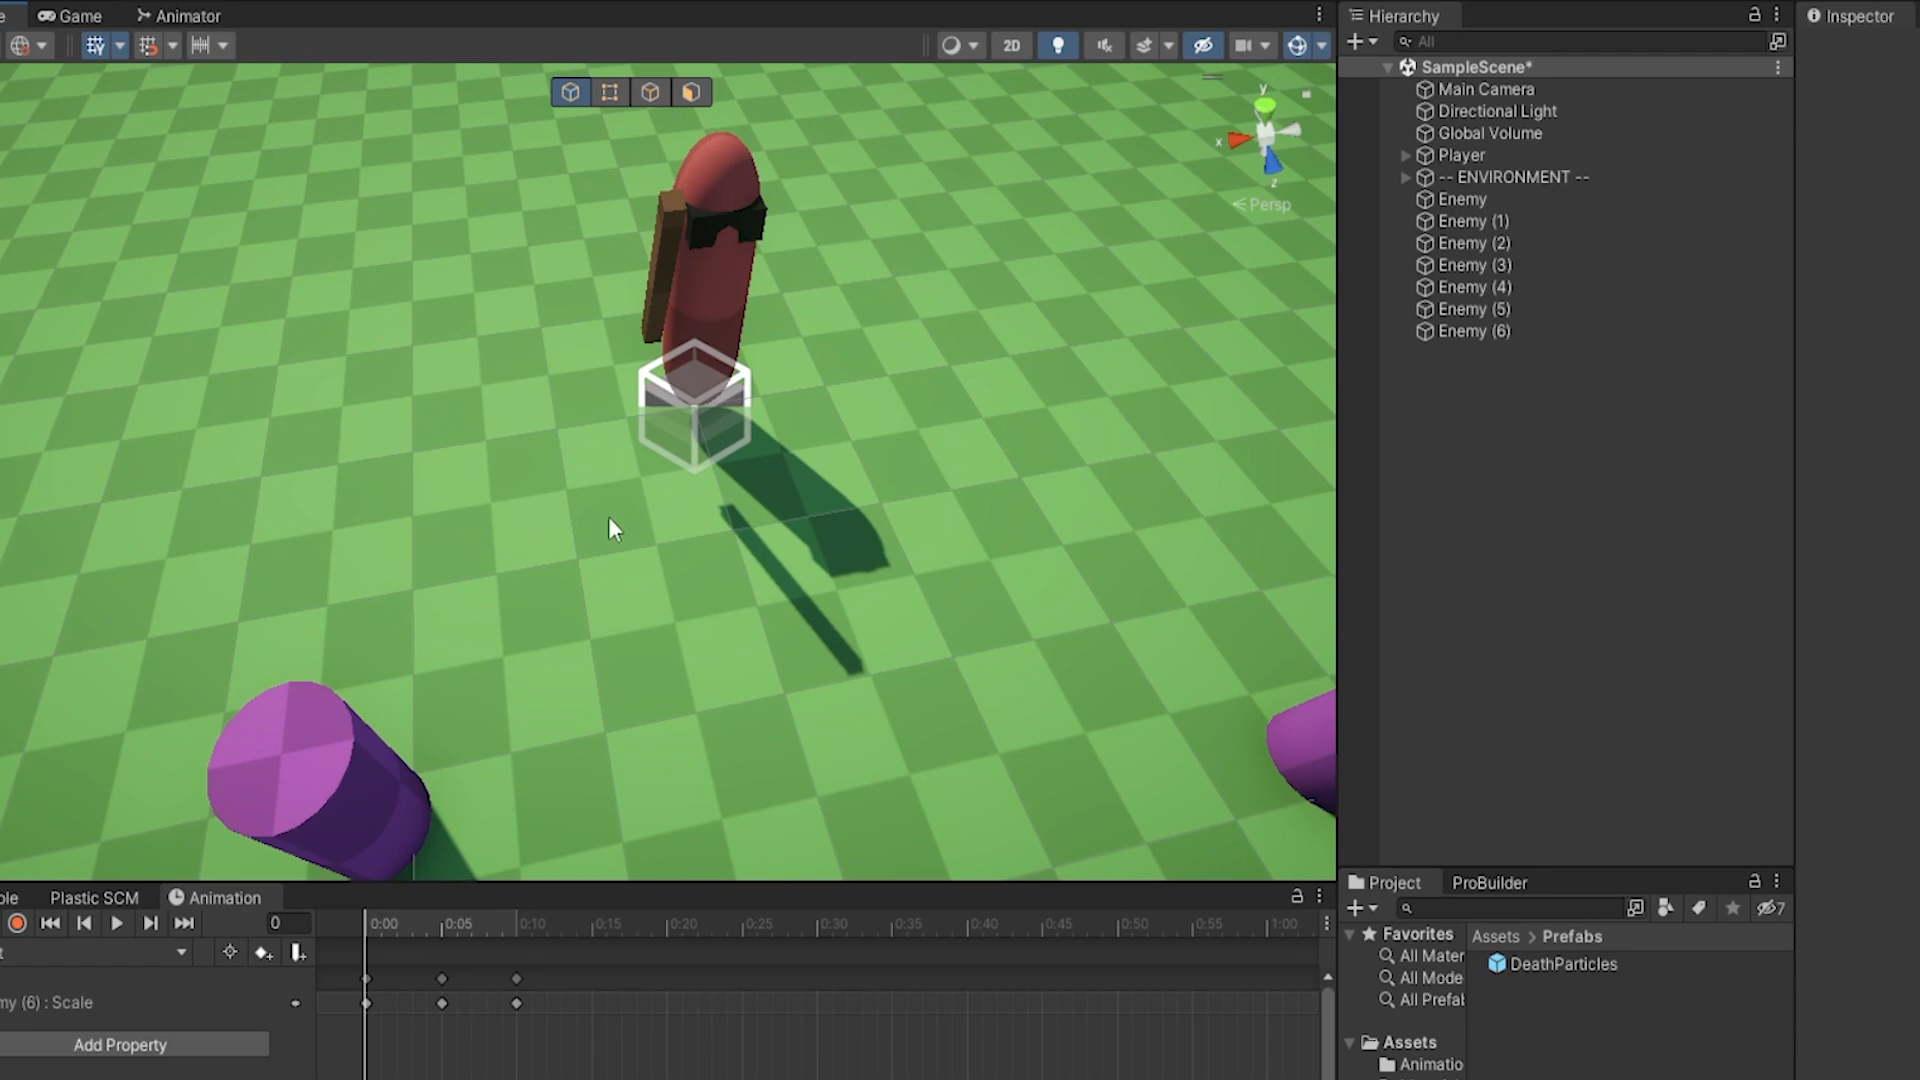 Game
Animator
2D
y
x
z
Persp
Hierarchy
All
SampleScene*
Main Camera
Directional Light
Global Volume
Player
-- ENVIRONMENT --
Enemy
Enemy (1)
Enemy (2)
Enemy (3)
Enemy (4)
Enemy (5)
Enemy (6)
Inspector
ole
Plastic SCM
Animation
0
0:00 0:05 0:10 0:15 0:20 0:25 0:30 0:35 0:40 0:45 0:50 0:55 1:00
my (6) : Scale
Add Property
Project
ProBuilder
7
Favorites
All Mater
All Mode
All Prefab
Assets
Animatio
Assets > Prefabs
DeathParticles